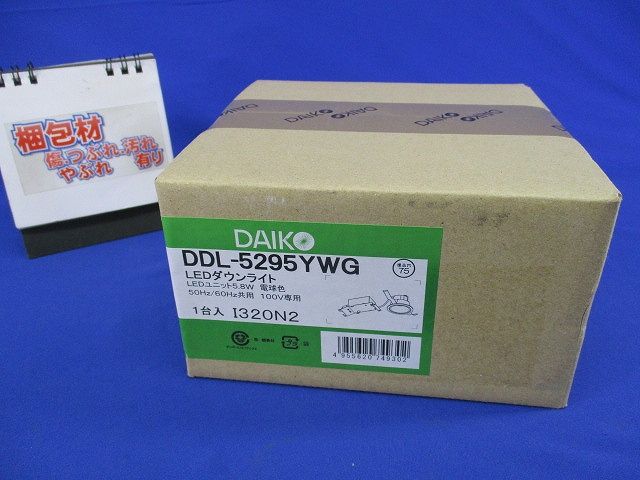 梱包材
傷.つぶれ.汚れ
やぶれ 有り
DAIKO
DAIKO
DAIKO
DDL-5295YWG
LEDダウンライト
LEDユニット5.8W 電球色
50Hz/60Hz共用 100V専用
1台入 I320N2
75
4955620749302